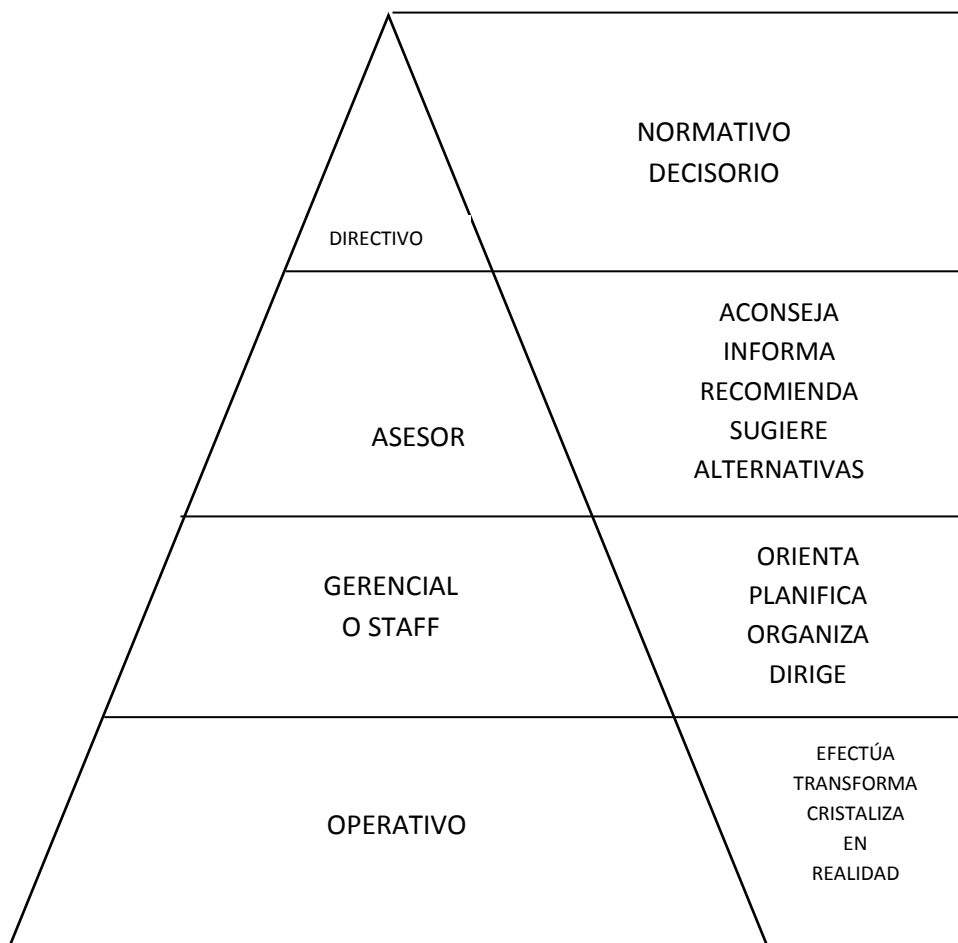 NORMATIVO
DECISORIO
DIRECTIVO
ACONSEJA
INFORMA
RECOMIENDA
SUGIERE
ALTERNATIVAS
ASESOR
ORIENTA
PLANIFICA
ORGANIZA
DIRIGE
GERENCIAL
O STAFF
EFECTÚA
TRANSFORMA
CRISTALIZA
EN
REALIDAD
OPERATIVO